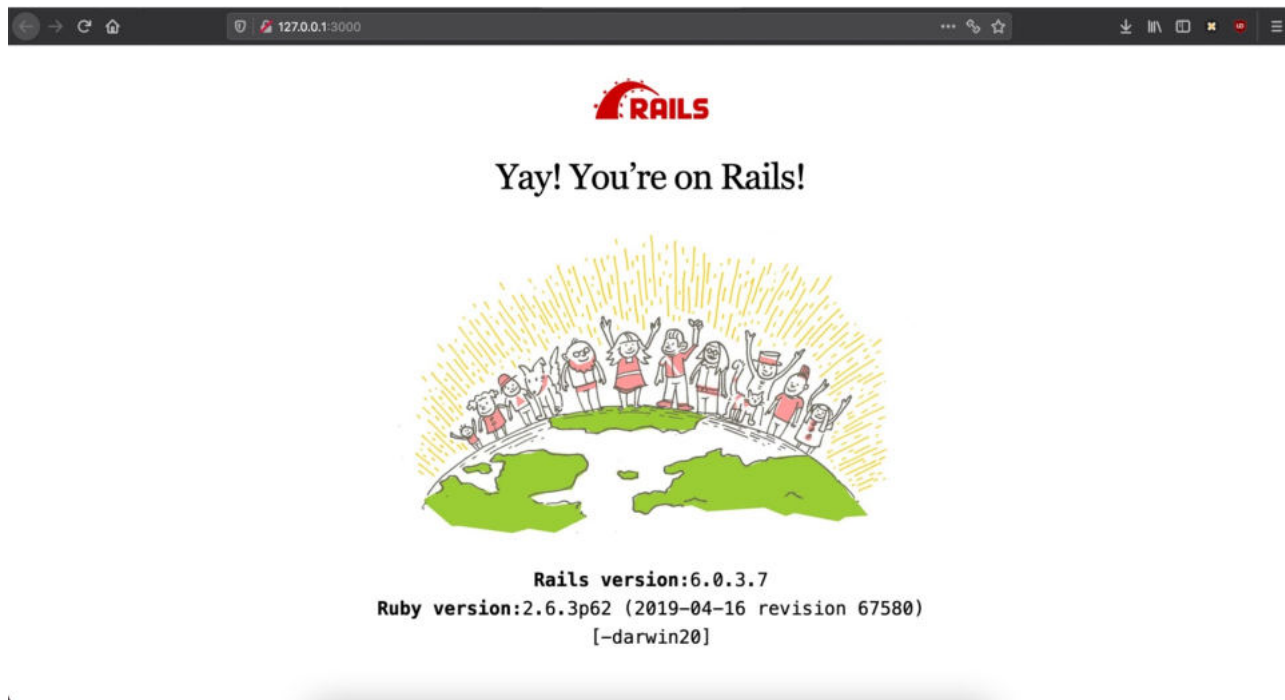 127.0.0.1:3000
RAILS
Yay! You’re on Rails!
Rails version:6.0.3.7
Ruby version:2.6.3p62 (2019-04-16 revision 67580)
[-darwin20]